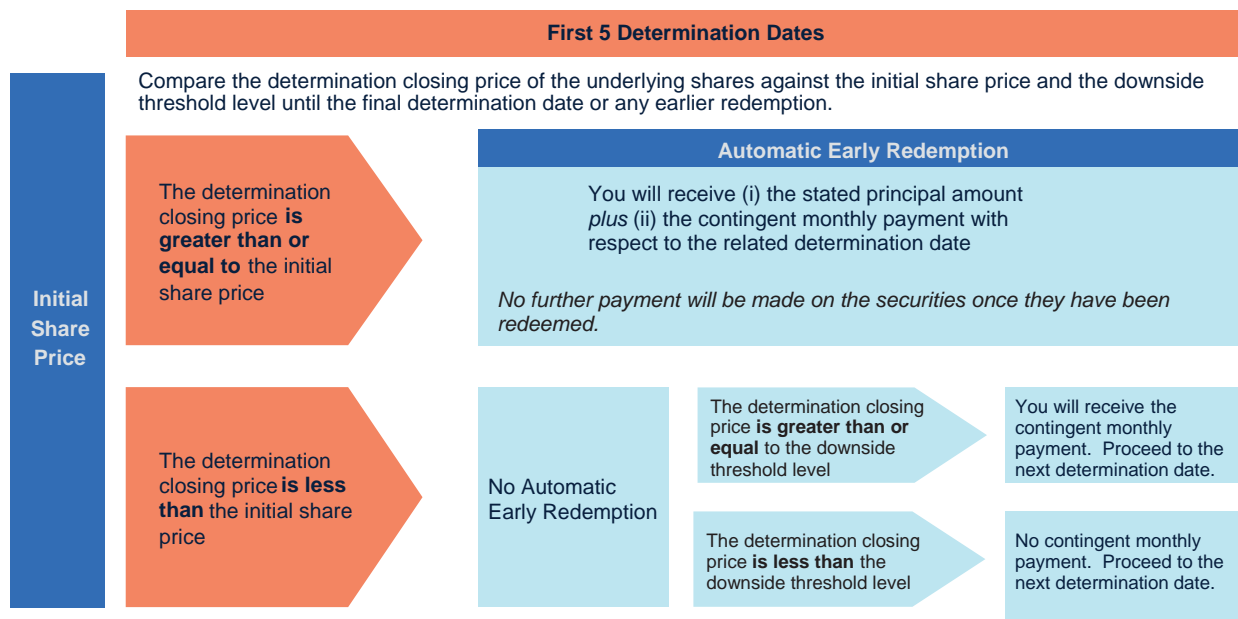 First 5 Determination Dates
Compare the determination closing price of the underlying shares against the initial share price and the downside
threshold level until the final determination date or any earlier redemption.
Initial
Share
Price
The determination
closing price is
greater than or
equal to the initial
share price
Automatic Early Redemption
You will receive (i) the stated principal amount
plus (ii) the contingent monthly payment with
respect to the related determination date
No further payment will be made on the securities once they have been
redeemed.
The determination
closing price is less
than the initial share
price
No Automatic
Early Redemption
The determination closing
price is greater than or
equal to the downside
threshold level
You will receive the
contingent monthly
payment. Proceed to the
next determination date.
The determination closing
price is less than the
downside threshold level
No contingent monthly
payment. Proceed to the
next determination date.